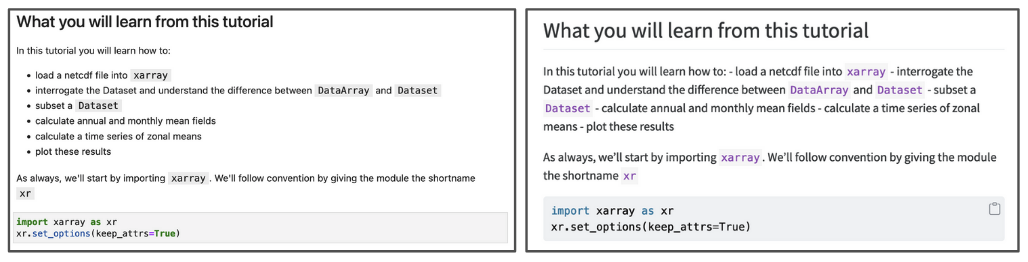 What you will learn from this tutorial
In this tutorial you will learn how to:
• load a netcdf file into xarray
• interrogate the Dataset and understand the difference between DataArray and Dataset
• subset a Dataset
• calculate annual and monthly mean fields
• calculate a time series of zonal means
• plot these results
As always, we'll start by importing xarray. We'll follow convention by giving the module the shortname
xr
import xarray as xr
xr.set_options(keep_attrs=True)
What you will learn from this tutorial
In this tutorial you will learn how to: - load a netcdf file into xarray - interrogate the
Dataset and understand the difference between DataArray and Dataset - subset a
Dataset - calculate annual and monthly mean fields - calculate a time series of zonal
means - plot these results
As always, we'll start by importing xarray. We'll follow convention by giving the module
the shortname xr
import xarray as xr
xr.set_options(keep_attrs=True)